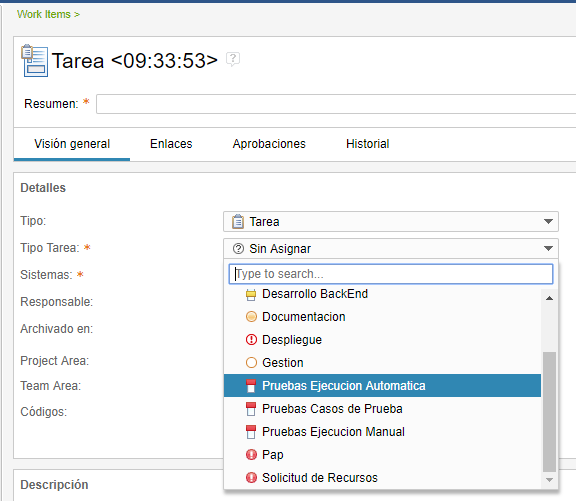 Work Items >
Tarea <09:33:53> ?
Resumen: *
Visión general Enlaces Aprobaciones Historial
Detalles
Tipo: Tarea
Tipo Tarea: * Sin Asignar
Sistemas: * Type to search...
Responsable: Desarrollo BackEnd
Archivado en: Documentacion
Despliegue
Project Area: Gestion
Team Area: Pruebas Ejecucion Automatica
Códigos: Pruebas Casos de Prueba
Pruebas Ejecucion Manual
Pap
Solicitud de Recursos
Descripción